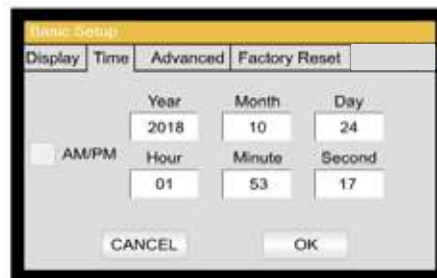 Basic Setup
Display Time Advanced Factory Reset
Year Month Day
2018 10 24
AM/PM
Hour Minute Second
01 53 17
CANCEL OK